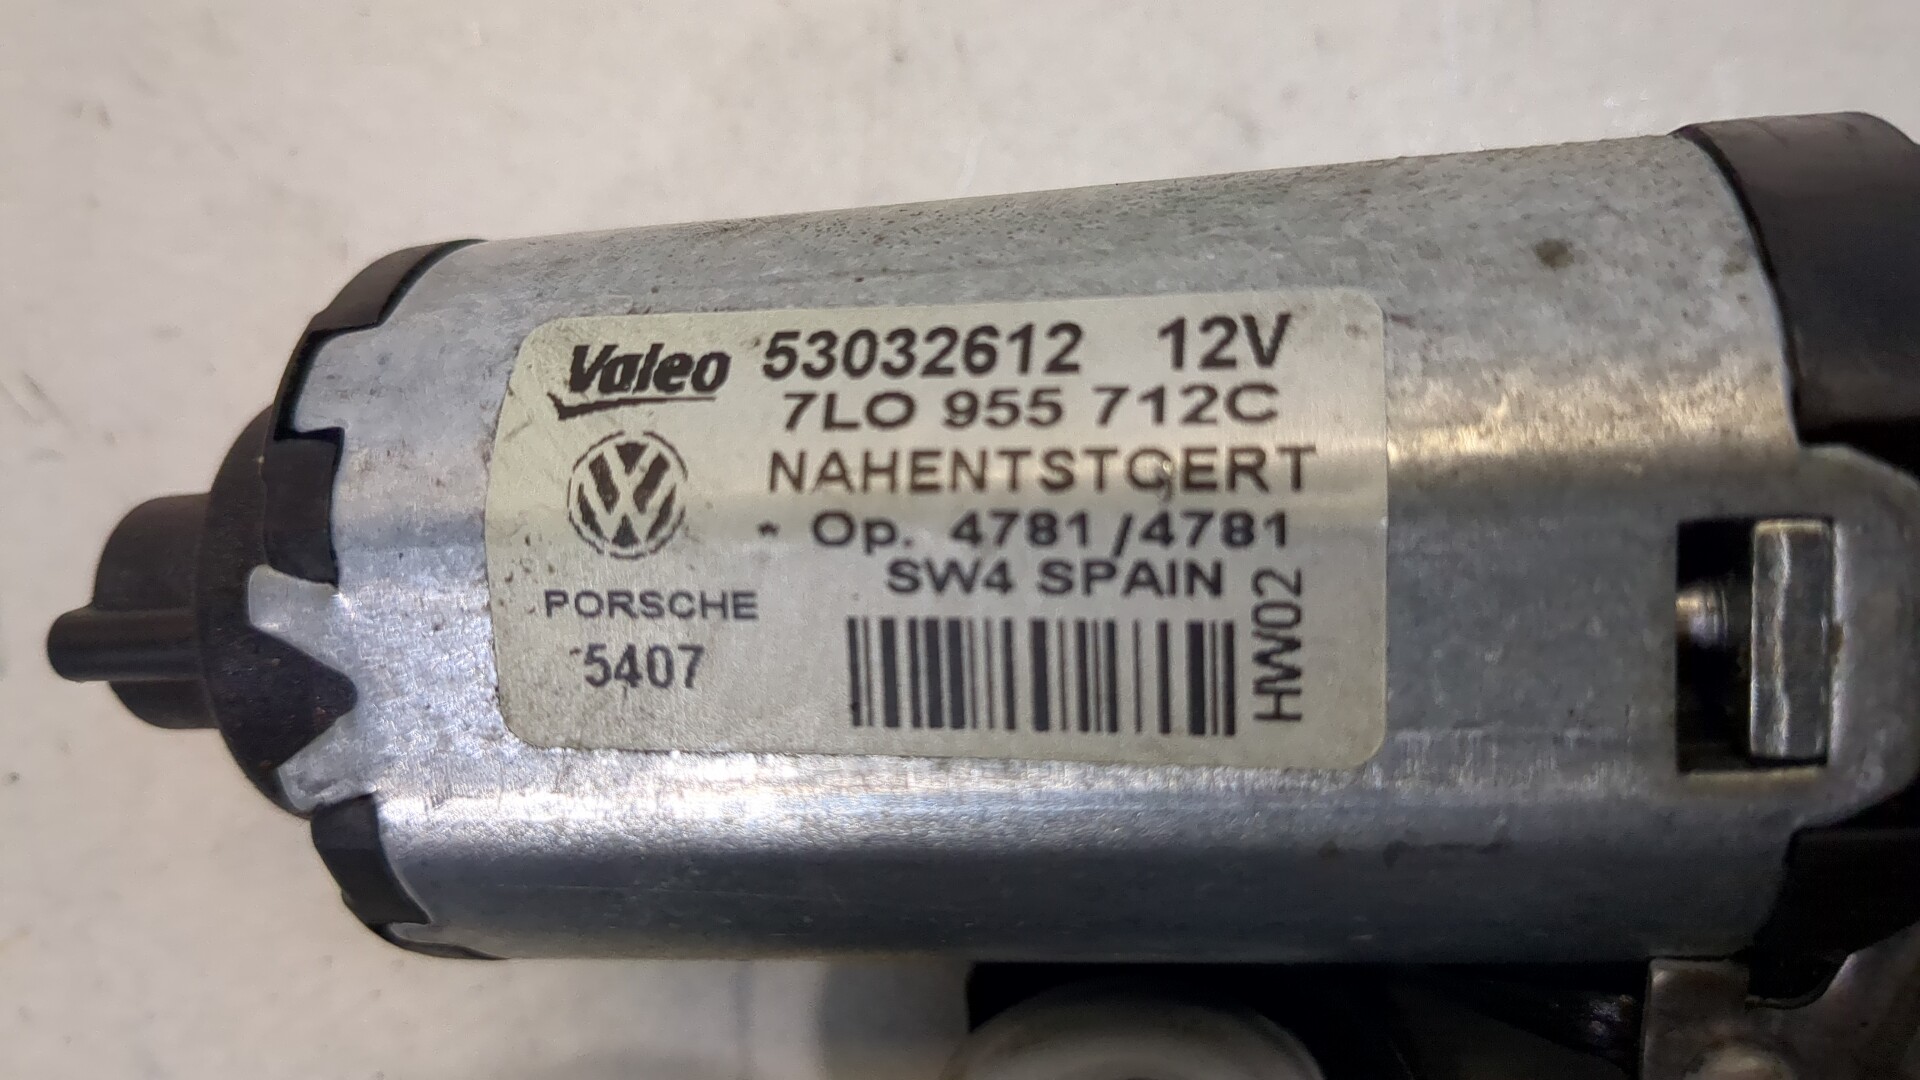 Valeo 53032612 12V
7LO 955 712C
NAHENTSTOERT
* Op. 4781/4781
SW4 SPAIN
PORSCHE
5407
HW02